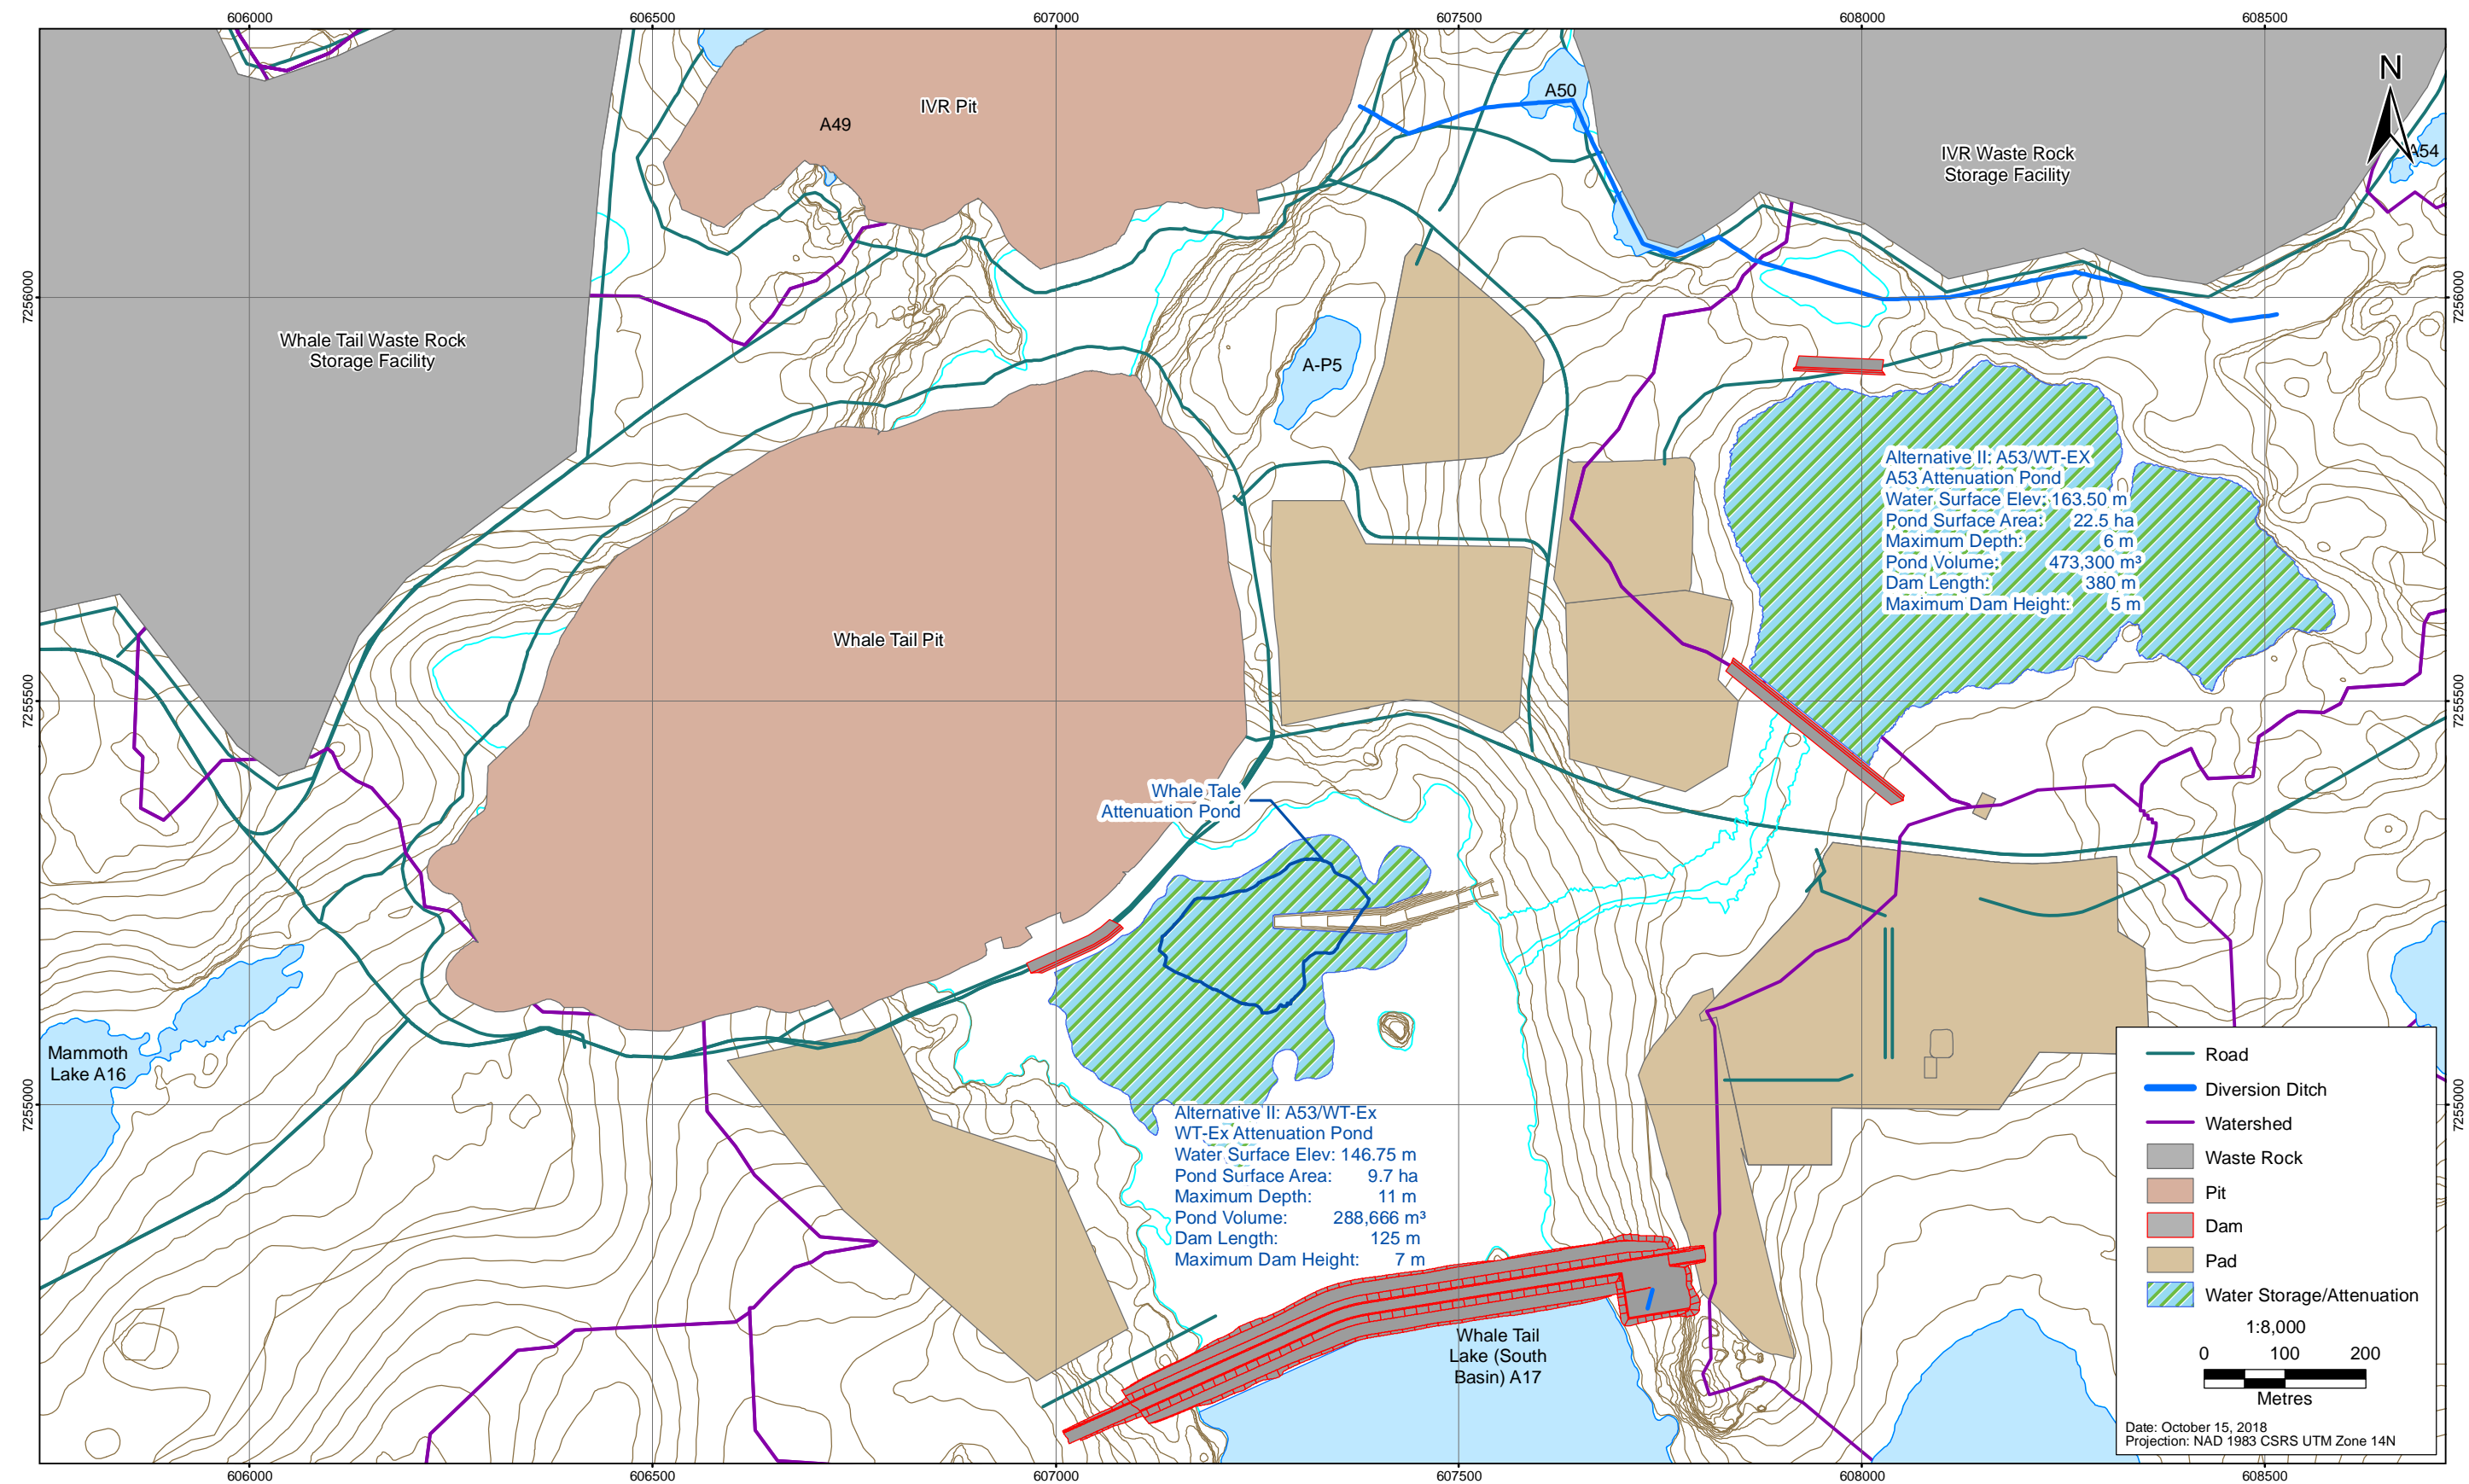 606000 606500 607000 607500 608000 608500
N
IVR Pit
A49
A50
A54
IVR Waste Rock
Storage Facility
7256000
7256000
Whale Tail Waste Rock
Storage Facility
A-P5
Alternative II: A53/WT-EX
A53 Attenuation Pond
Water Surface Elev: 163.50 m
Pond Surface Area: 22.5 ha
Maximum Depth: 6 m
Pond Volume: 473,300 m³
Dam Length: 380 m
Maximum Dam Height: 5 m
Whale Tail Pit
7255500
7255500
Whale Tale
Attenuation Pond
Mammoth
Lake A16
7255000
7255000
Alternative II: A53/WT-Ex
WT-Ex Attenuation Pond
Water Surface Elev: 146.75 m
Pond Surface Area: 9.7 ha
Maximum Depth: 11 m
Pond Volume: 288,666 m³
Dam Length: 125 m
Maximum Dam Height: 7 m
Whale Tail
Lake (South
Basin) A17
Road
Diversion Ditch
Watershed
Waste Rock
Pit
Dam
Pad
Water Storage/Attenuation
1:8,000
0 100 200
Metres
Date: October 15, 2018
Projection: NAD 1983 CSRS UTM Zone 14N
606000 606500 607000 607500 608000 608500